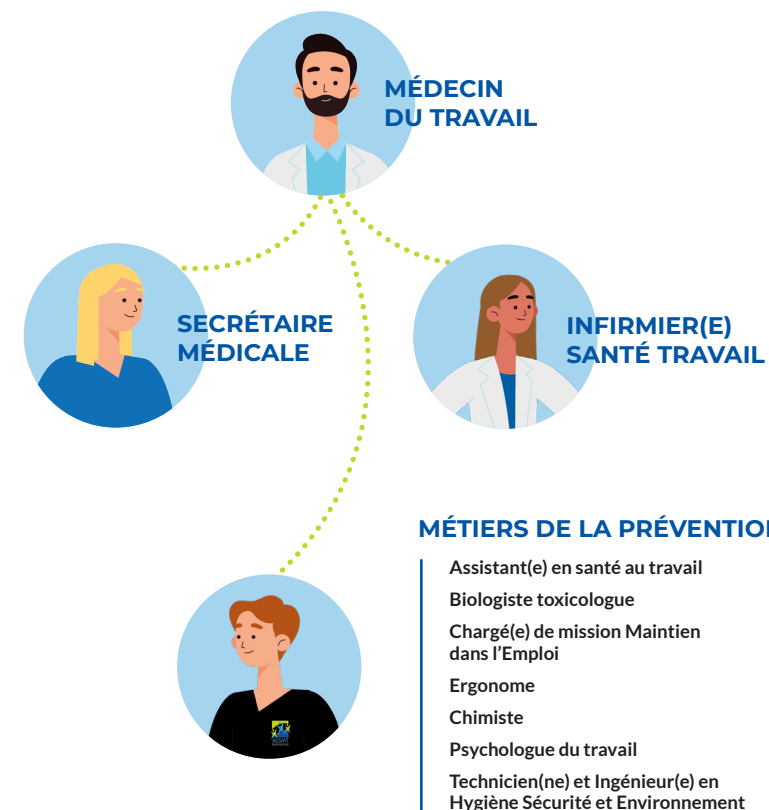 MÉDECIN
DU TRAVAIL
SECRÉTAIRE
MÉDICALE
INFIRMIER(E)
SANTÉ TRAVAIL
MÉTIERS DE LA PRÉVENTION
Assistant(e) en santé au travail
Biologiste toxicologue
Chargé(e) de mission Maintien
dans l’Emploi
Ergonome
Chimiste
Psychologue du travail
Technicien(ne) et Ingénieur(e) en
Hygiène Sécurité et Environnement